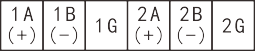 1A 1B 1G 2A 2B 2G
(+) (−) (+) (−)